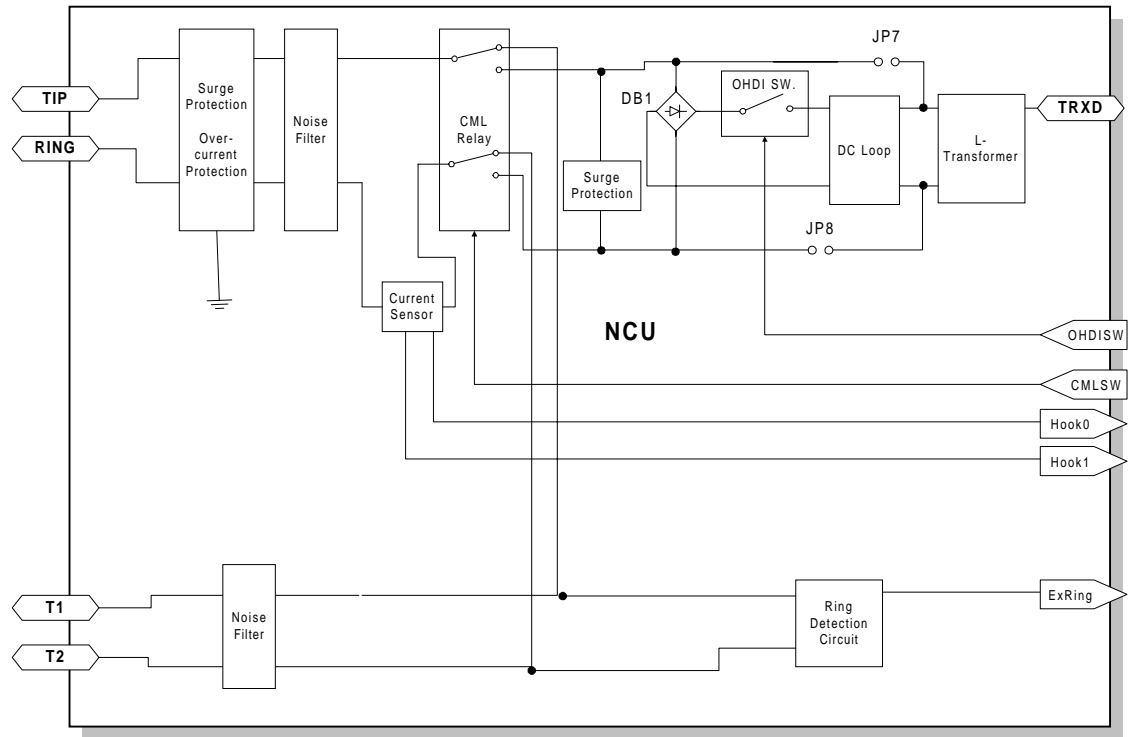 JP7
Surge
Protection
Over-
current
Protection
Noise
Filter
CML
Relay
DB1
OHDI SW.
TIP
RING
TRXD
DC Loop
L-
Transformer
Surge
Protection
JP8
Current
Sensor
NCU
OHDISW
CMLSW
Hook0
Hook1
T1
T2
Noise
Filter
Ring
Detection
Circuit
ExRing